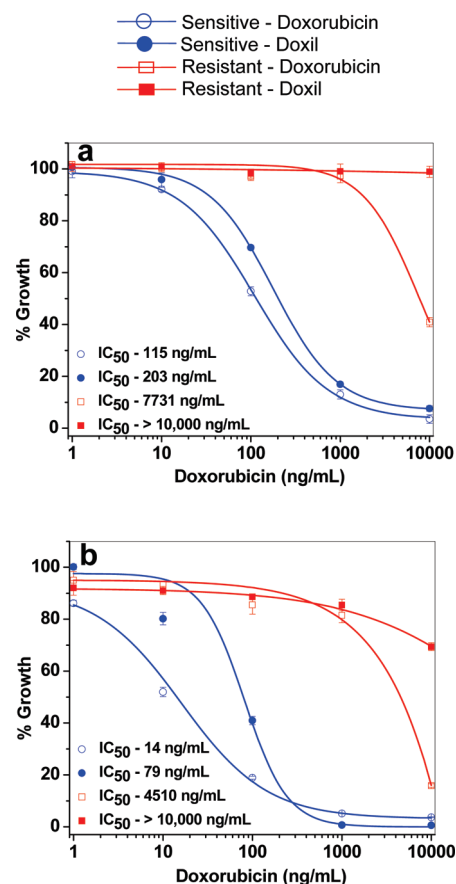 Sensitive - Doxorubicin
Sensitive - Doxil
Resistant - Doxorubicin
Resistant - Doxil
a
100
80
60
40
20
0
% Growth
IC50 - 115 ng/mL
IC50 - 203 ng/mL
IC50 - 7731 ng/mL
IC50 - > 10,000 ng/mL
1 10 100 1000 10000
Doxorubicin (ng/mL)
b
100
80
60
40
20
0
% Growth
IC50 - 14 ng/mL
IC50 - 79 ng/mL
IC50 - 4510 ng/mL
IC50 - > 10,000 ng/mL
1 10 100 1000 10000
Doxorubicin (ng/mL)